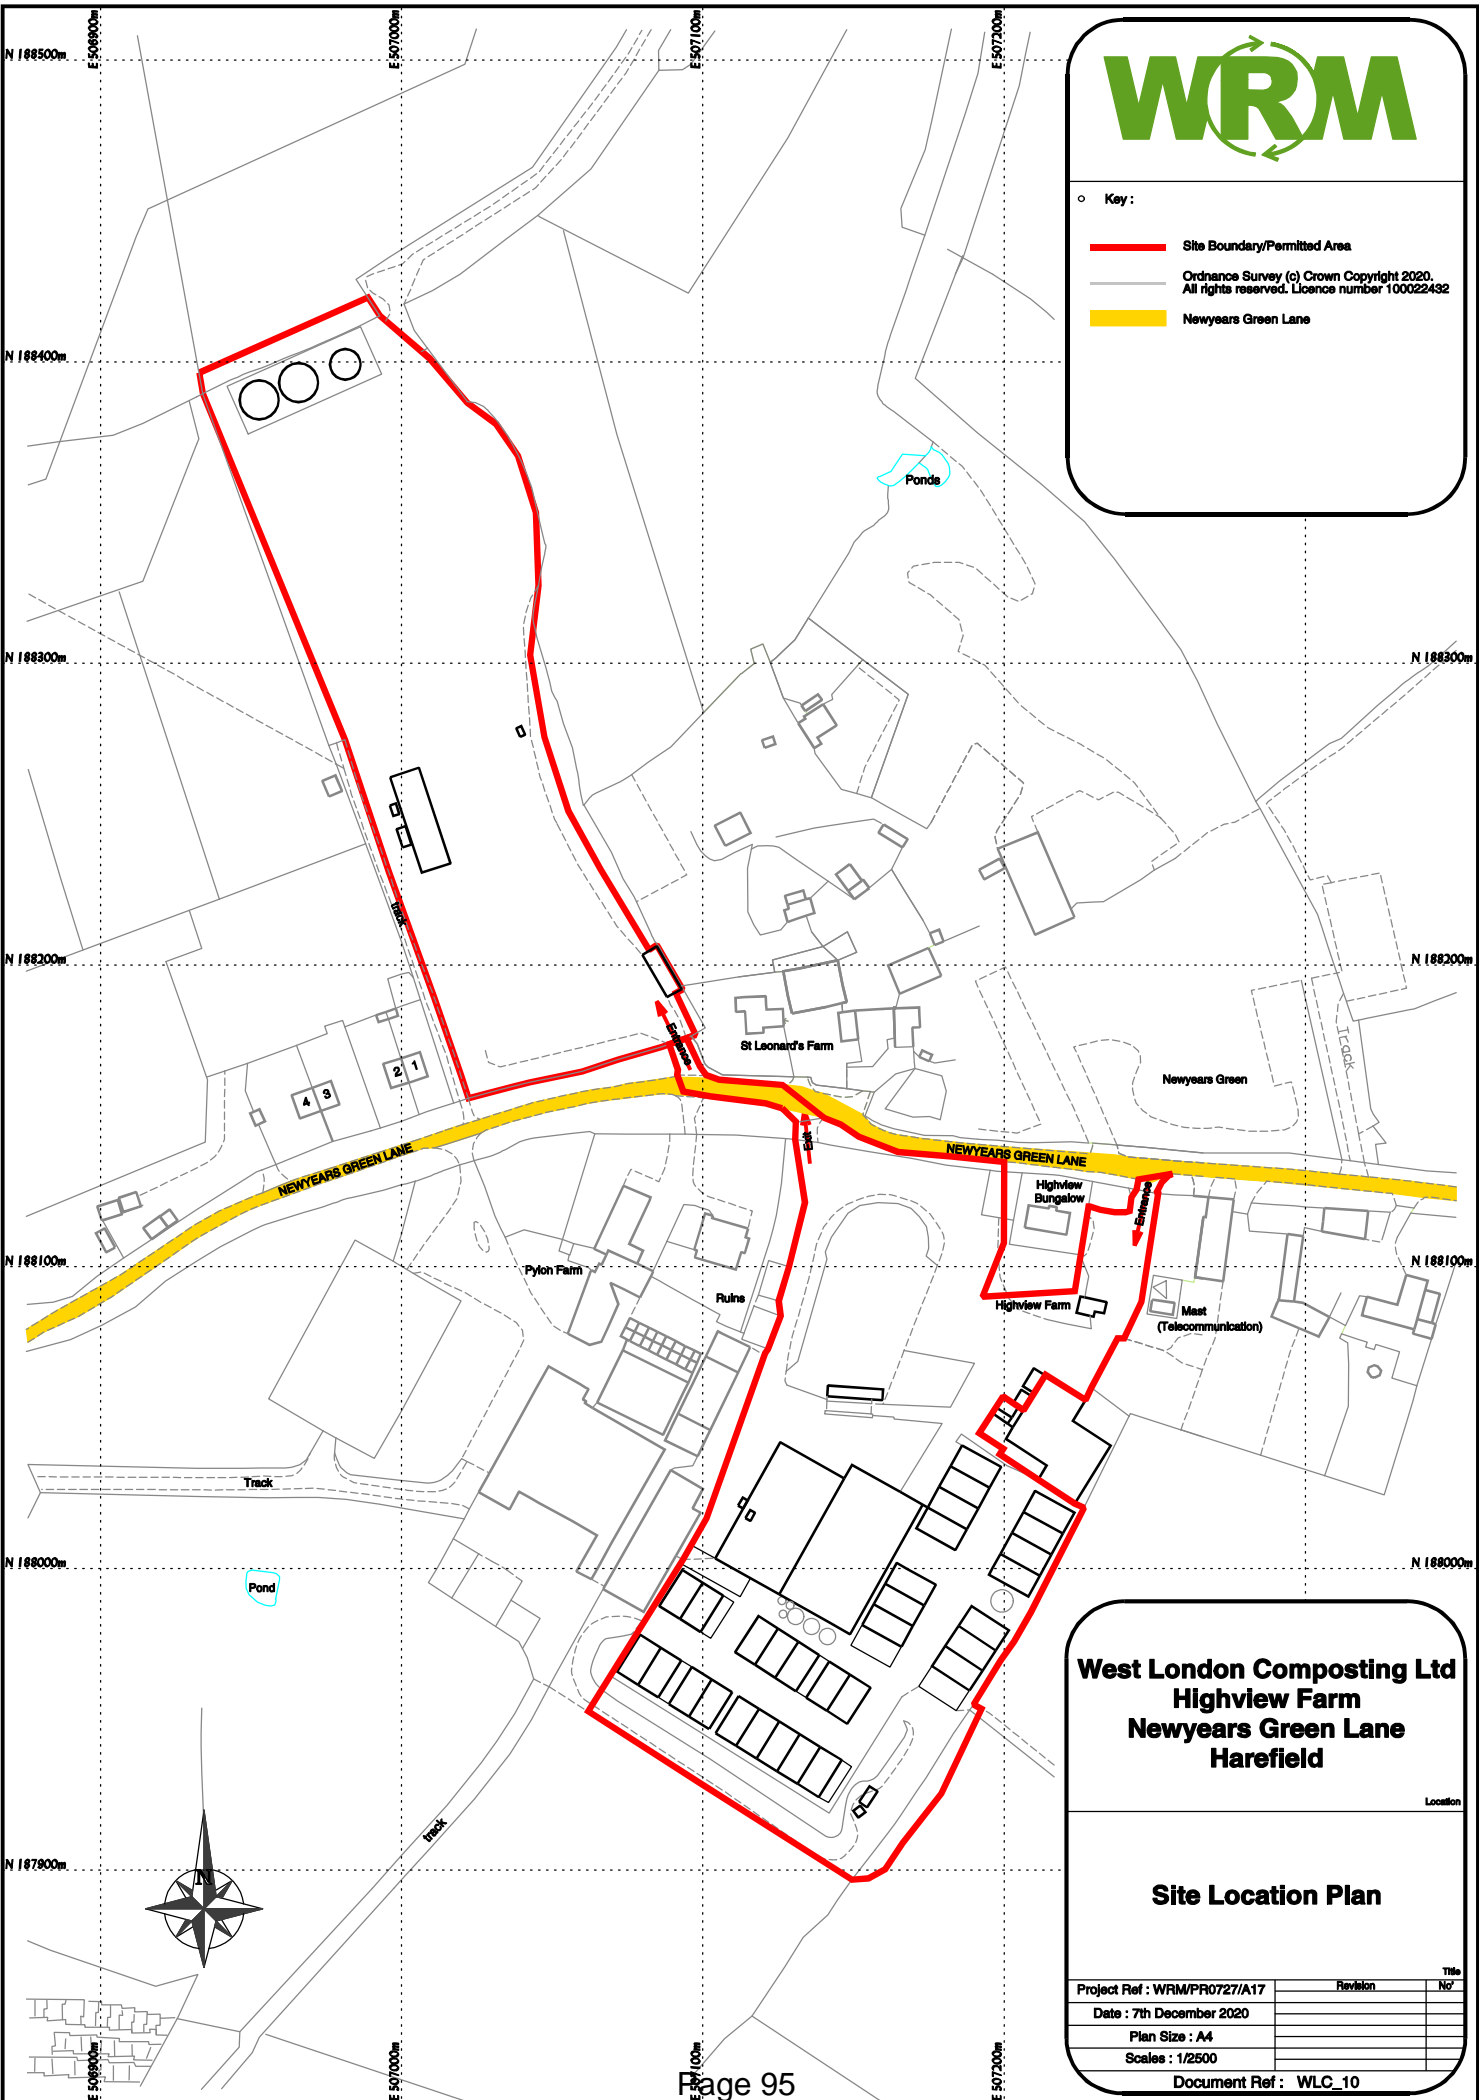 E 506900m
E 507000m
E 507100m
E 507200m
N 188500m
WRM
Key :
Site Boundary/Permitted Area
Ordnance Survey (c) Crown Copyright 2020.
All rights reserved. Licence number 100022432
Newyears Green Lane
N 188400m
Ponds
N 188300m
N 188300m
track
N 188200m
N 188200m
Entrance
St Leonard's Farm
Track
Newyears Green
2 1
4 3
Exit
NEWYEARS GREEN LANE
NEWYEARS GREEN LANE
Highview
Bungalow
Entrance
N 188100m
N 188100m
Pylon Farm
Ruins
Highview Farm
Mast
(Telecommunication)
Track
N 188000m
N 188000m
Pond
track
N 187900m
N
West London Composting Ltd
Highview Farm
Newyears Green Lane
Harefield
Location
Site Location Plan
Title
Project Ref : WRM/PR0727/A17
Revision
No'
Date : 7th December 2020
Plan Size : A4
Scales : 1/2500
Document Ref : WLC_10
E 506900m
E 507000m
E 507100m
E 507200m
Page 95